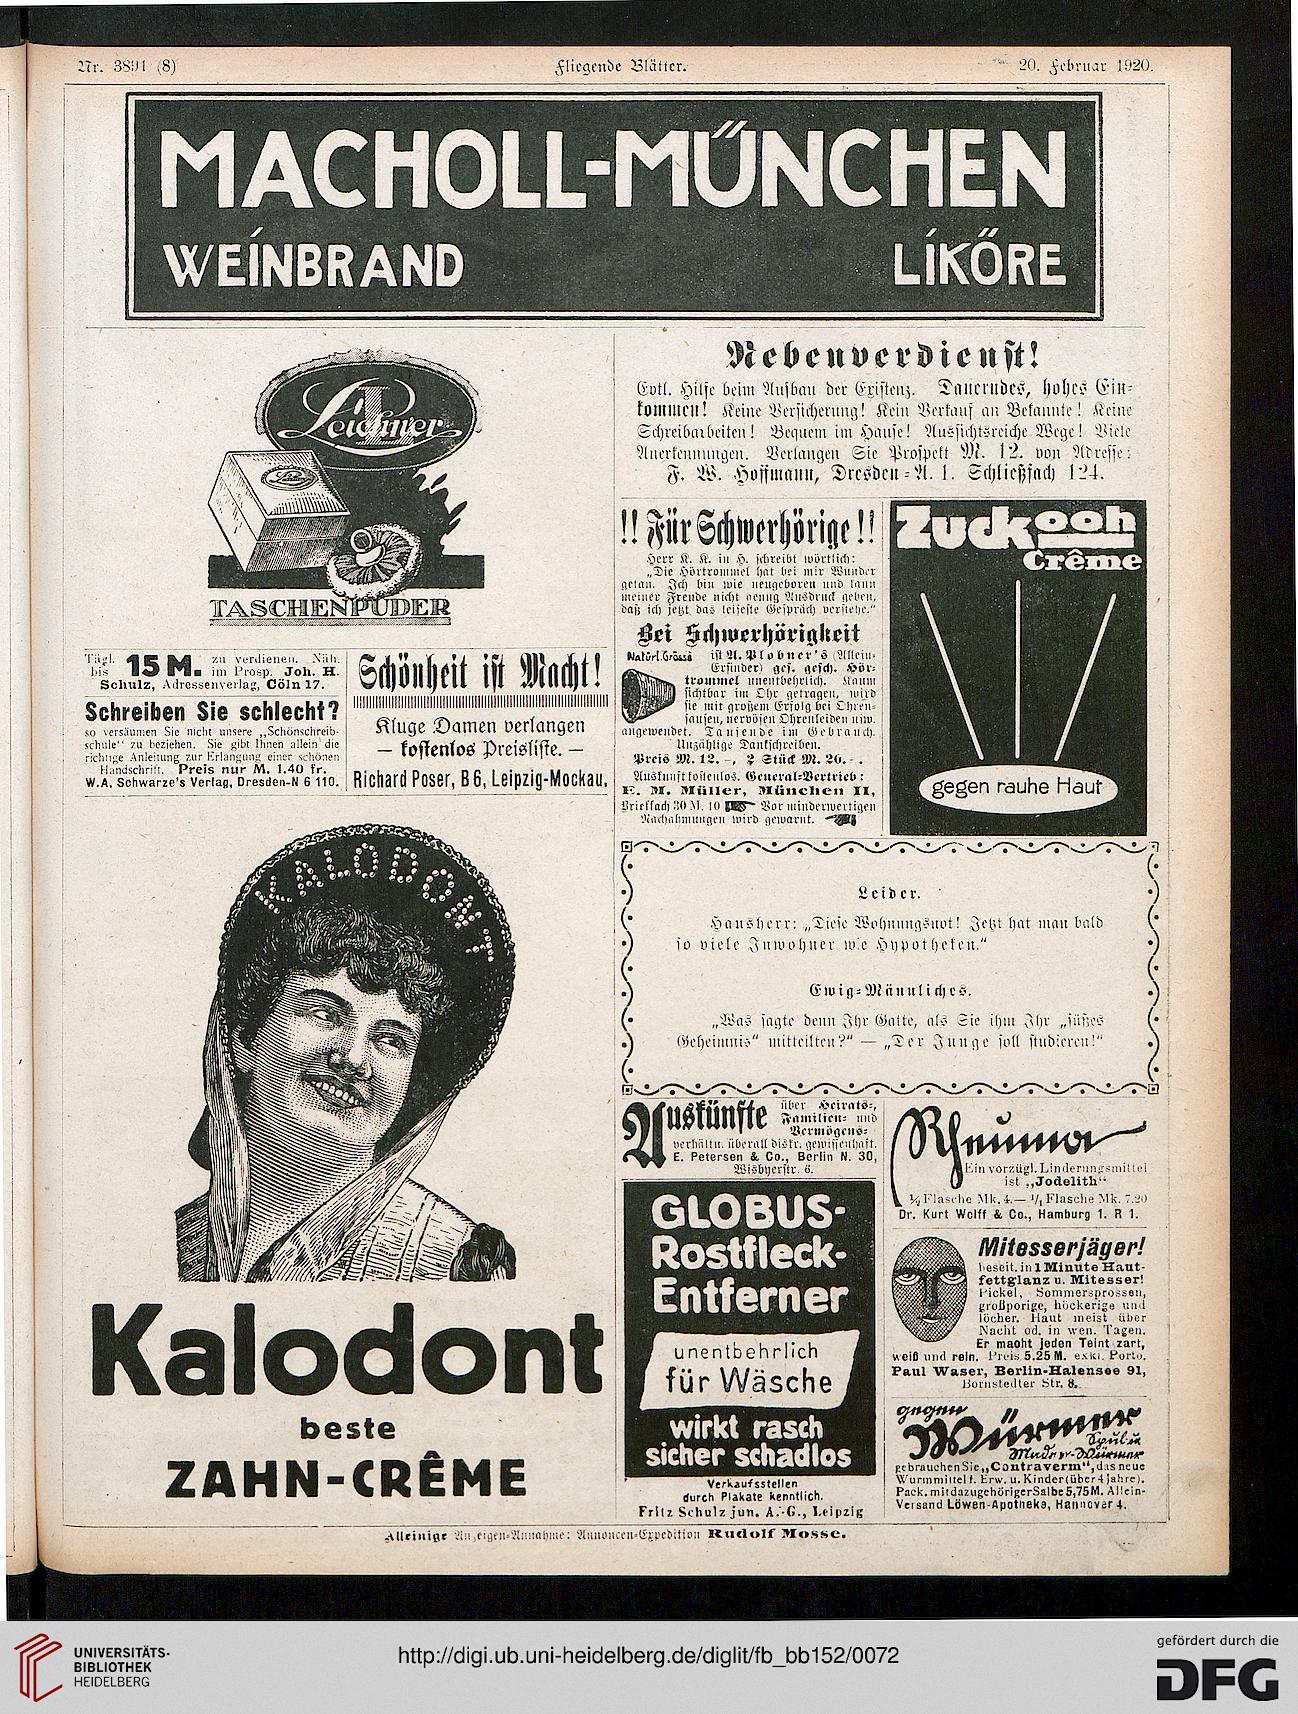 Nr. 3891 (8) Fliegende Blätter. 20. Februar 1920.
MACHOLL-MÜNCHEN
WEINBRAND LIKÖRE
L
Leichner
TASCHENPUDER
Tägl. bis 15 M. zu verdienen. Näh. im Prosp. Joh. H.
Schulz, Adressenverlag, Cöln 17.
Schreiben Sie schlecht?
so versäumen Sie nicht unsere „Schönschreib-
schule“ zu beziehen. Sie gibt Ihnen allein die
richtige Anleitung zur Erlangung einer schönen
Handschrift. Preis nur M. 1.40 fr.
W. A. Schwarze's Verlag, Dresden-N 6 110.
Schönheit ist Macht!
Kluge Damen verlangen
— kostenlos Preisliste. —
Richard Poser, B 6, Leipzig-Mockau.
KALODONT
Kalodont
beste
ZAHN-CRÊME
Nebenverdienst!
Evtl. Hilfe beim Aufbau der Existenz. Dauerndes, hohes Ein-
kommen! Keine Versicherung! Kein Verkauf an Bekannte! Keine
Schreibarbeiten! Bequem im Hause! Aussichtsreiche Wege! Viele
Anerkennungen. Verlangen Sie Prospekt M. 12. von Adresse:
F. W. Hoffmann, Dresden-A. 1. Schließfach 124.
!! Für Schwerhörige !!
Herr K. K. in H. schreibt wörtlich:
„Die Hörtrommel hat bei mir Wunder
getan. Ich bin wie neugeboren und kann
meiner Freude nicht genug Ausdruck geben,
daß ich jetzt das leiseste Gespräch verstehe.“
Bei Schwerhörigkeit
Natürl. Grösse ist A. Plobner's (Allein-
Erfinder) ges. gesch. Hör-
trommel unentbehrlich. Kaum
sichtbar im Ohr getragen, wird
sie mit großem Erfolg bei Ohren-
sausen, nervösen Ohrenleiden usw.
angewendet. Tausende im Gebrauch.
Unzählige Dankschreiben.
Preis M. 12.–, 2 Stück M. 20.–.
Auskunft kostenlos. General-Vertrieb:
E. M. Müller, München II,
Brieffach 30 M. 10 Vor minderwertigen
Nachahmungen wird gewarnt.
Zuckooh
Crême
gegen rauhe Haut
Leider.
Hausherr: „Diese Wohnungsnot! Jetzt hat man bald
so viele Inwohner wie Hypotheken.“
Ewig-Männliches.
„Was sagte denn Ihr Gatte, als Sie ihm Ihr „süßes
Geheimnis“ mitteilten?“ — „Der Junge soll studieren!“
Auskünfte über Heirats-,
Familien- und
Vermögens-
verhältn. überall diskr. gewissenhaft.
E. Petersen & Co., Berlin N. 30,
Wisbyerstr. 6.
GLOBUS-
Rostfleck-
Entferner
unentbehrlich
für Wäsche
wirkt rasch
sicher schadlos
Verkaufsstellen
durch Plakate kenntlich.
Fritz Schulz jun. A.-G., Leipzig
Rheuma
Ein vorzügl. Linderungsmittel
ist „Jodelith“
½ Flasche Mk. 4.— 1/1 Flasche Mk. 7.20
Dr. Kurt Wolff & Co., Hamburg 1. R 1.
Mitesserjäger!
beseit. in 1 Minute Haut-
fettglanz u. Mitesser!
Pickel, Sommersprossen,
großporige, höckerige und
löcher. Haut meist über
Nacht od. in wen. Tagen.
Er macht jeden Teint zart,
weiß und rein. Preis 5.25 M. exkl. Porto.
Paul Waser, Berlin-Halensee 91,
Bornstedter Str. 8.
gegen
Würmer
Spul u.
Maden-Würmer
gebrauchen Sie „Contraverm“, das neue
Wurmmittel f. Erw. u. Kinder (über 4 Jahre).
Pack. mit dazugehöriger Salbe 5,75 M. Allein-
Versand Löwen-Apotheke, Hannover 4.
Alleinige Anzeigen-Annahme: Annoncen-Expedition Rudolf Mosse.
UNIVERSITÄTS-
BIBLIOTHEK
HEIDELBERG
http://digi.ub.uni-heidelberg.de/diglit/fb_bb152/0072
gefördert durch die
DFG